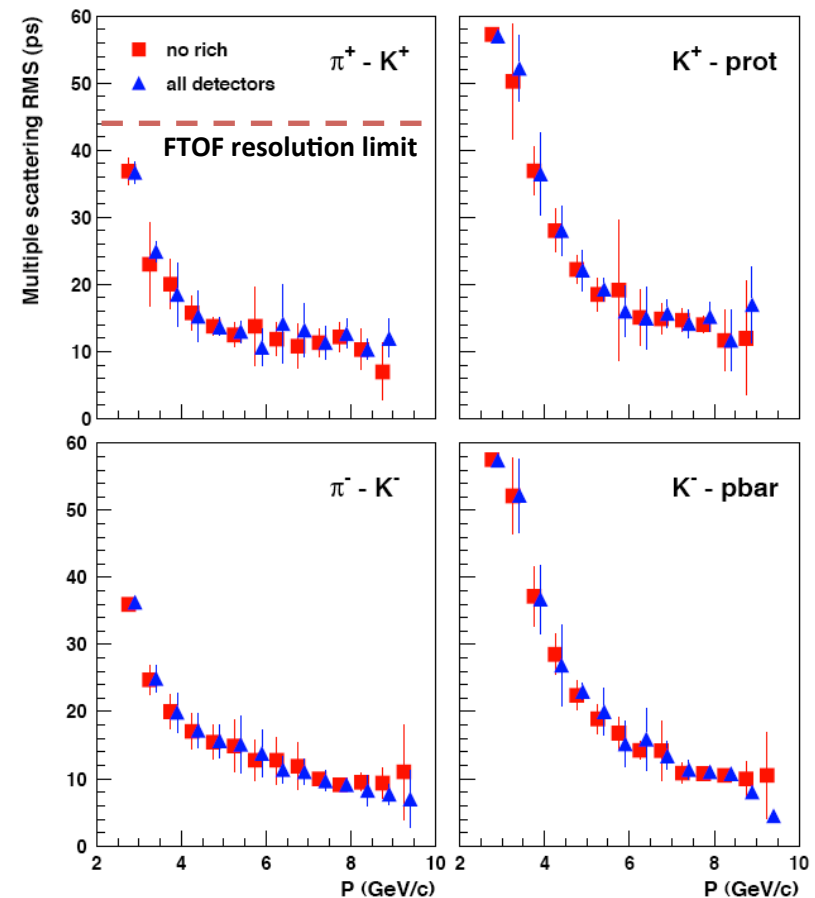 Multiple scattering RMS (ps)
60
50
40
30
20
10
0
no rich
all detectors
π⁺ - K⁺
FTOF resolution limit
K⁺ - prot
60
50
40
30
20
10
0
π⁻ - K⁻
K⁻ - pbar
2
4
6
8
10
2
4
6
8
10
P (GeV/c)
P (GeV/c)